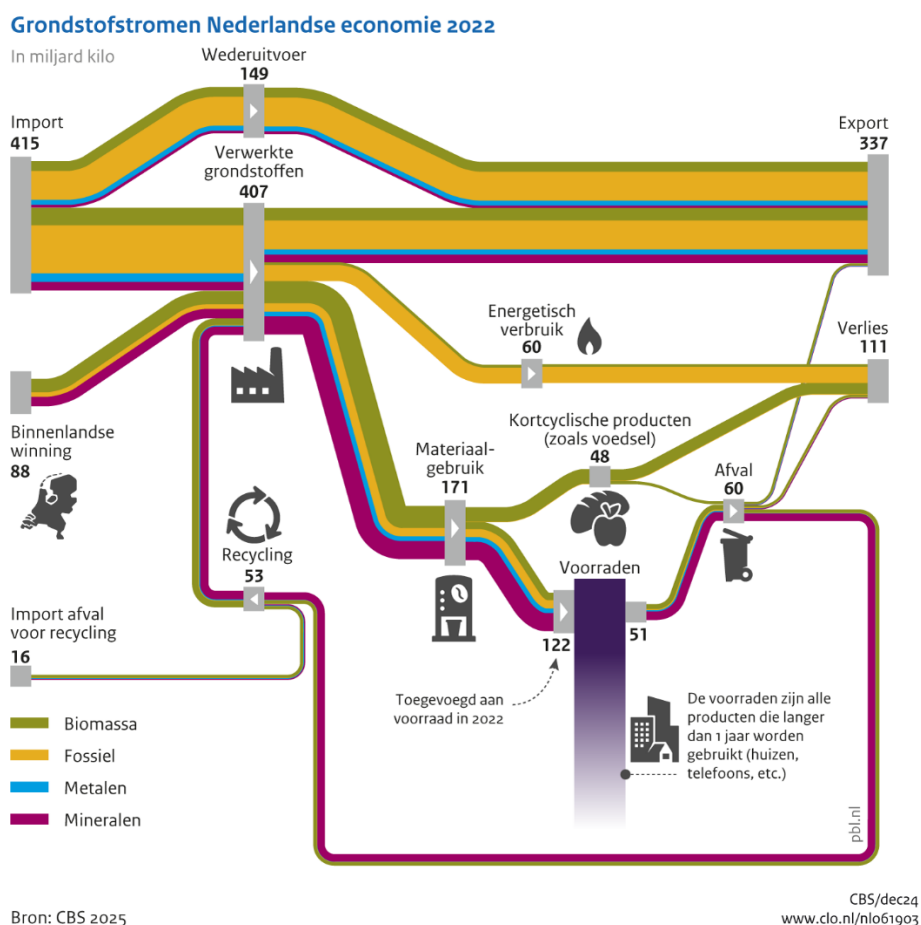 Grondstofstromen Nederlandse economie 2022
In miljard kilo
Wederuitvoer
149
Import
415
Export
337
Verwerkte
grondstoffen
407
Energetisch
verbruik
60
Verlies
111
Binnenlandse
winning
88
Kortcyclische producten
(zoals voedsel)
48
Materiaal-
gebruik
171
Afval
60
Recycling
53
Voorraden
122
51
Import afval
voor recycling
16
Toegevoegd aan
voorraad in 2022
De voorraden zijn alle
producten die langer
dan 1 jaar worden
gebruikt (huizen,
telefoons, etc.)
Biomassa
Fossiel
Metalen
Mineralen
pbl.nl
Bron: CBS 2025
CBS/dec24
www.clo.nl/nl061903